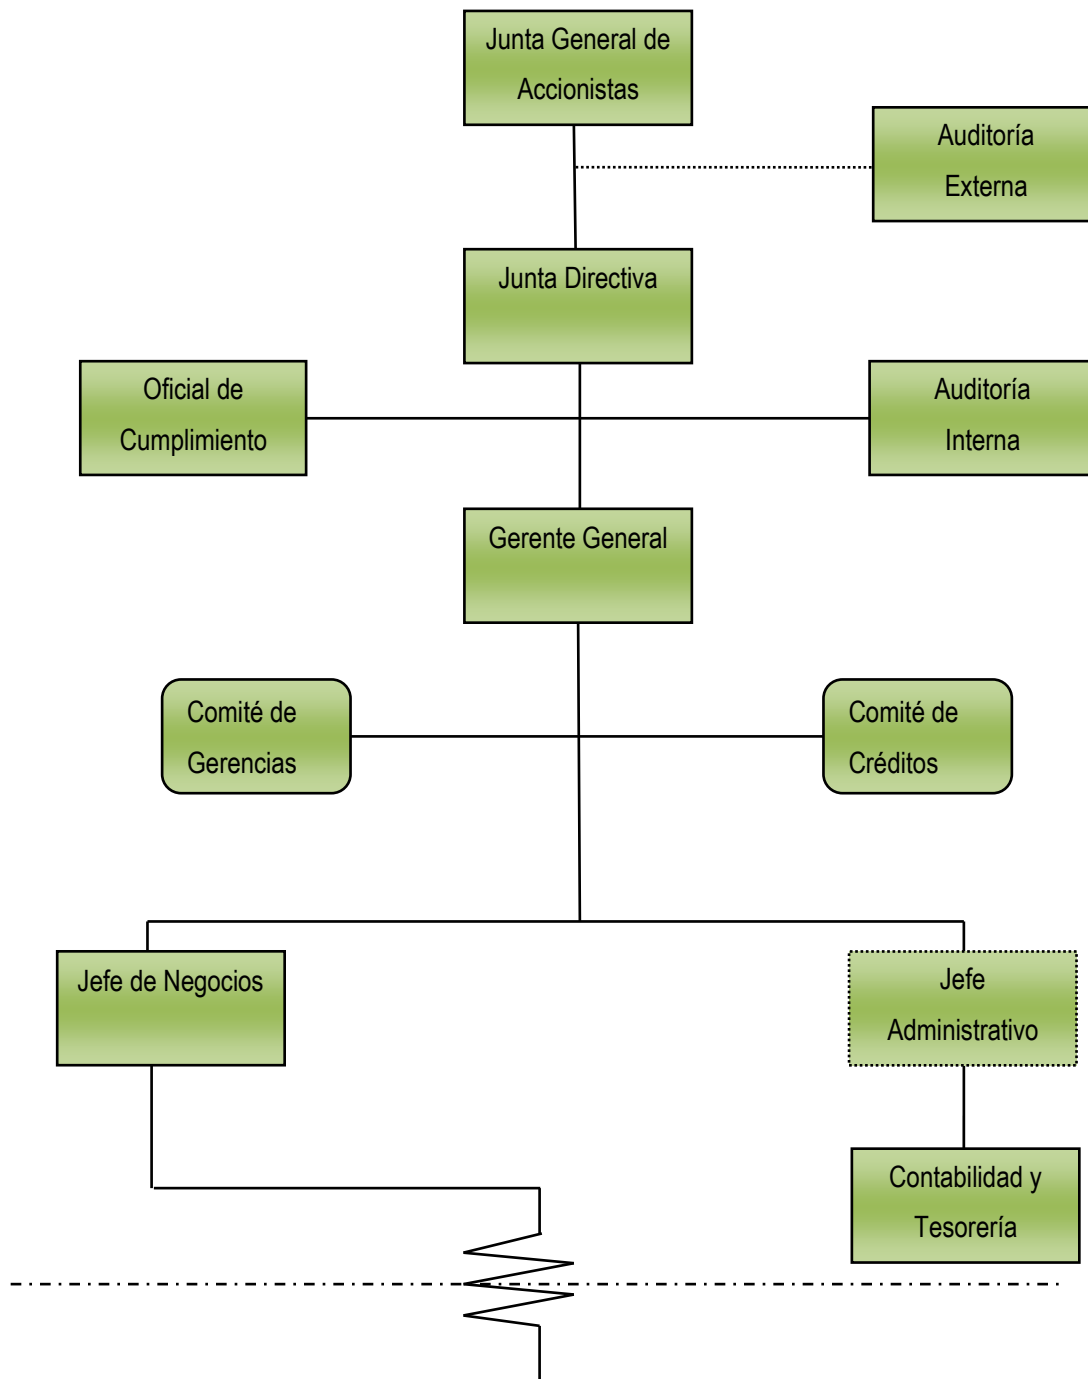 Junta General de
Accionistas
Auditoría
Externa
Junta Directiva
Oficial de
Cumplimiento
Auditoría
Interna
Gerente General
Comité de
Gerencias
Comité de
Créditos
Jefe de Negocios
Jefe
Administrativo
Contabilidad y
Tesorería